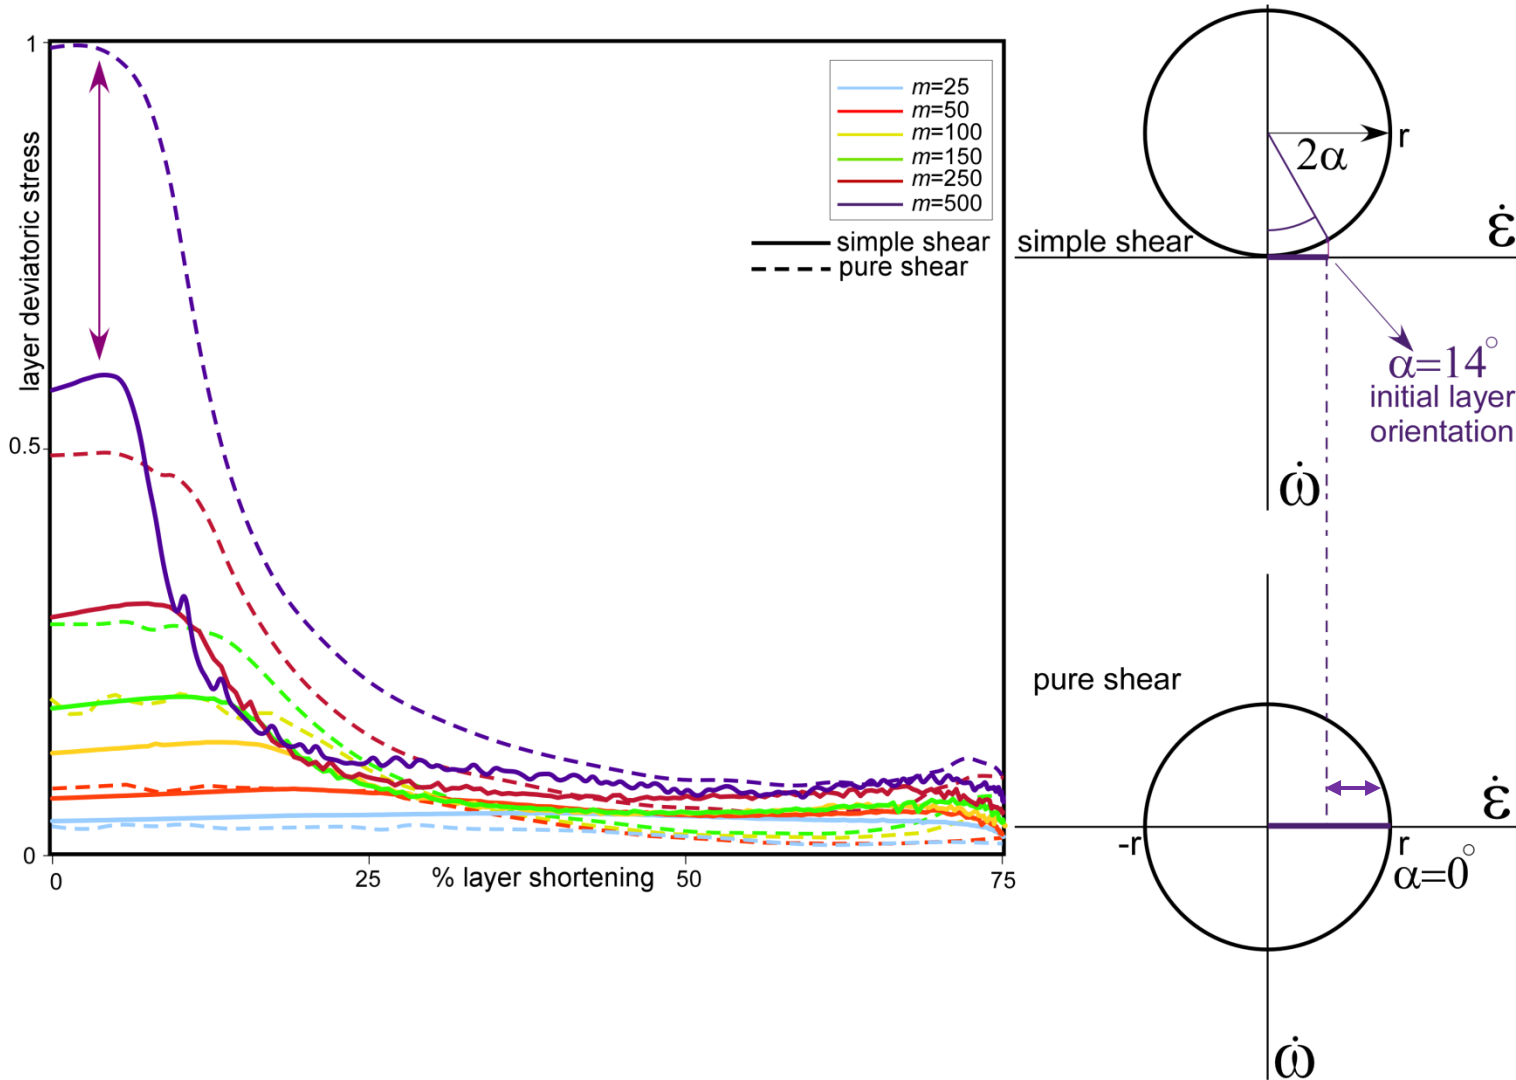 1
layer deviatoric stress
0.5
0
0
25
% layer shortening
50
75
m=25
m=50
m=100
m=150
m=250
m=500
simple shear
pure shear
r
2α
simple shear
ε̇
α=14°
initial layer
orientation
ω̇
pure shear
ε̇
-r
r
α=0°
ω̇